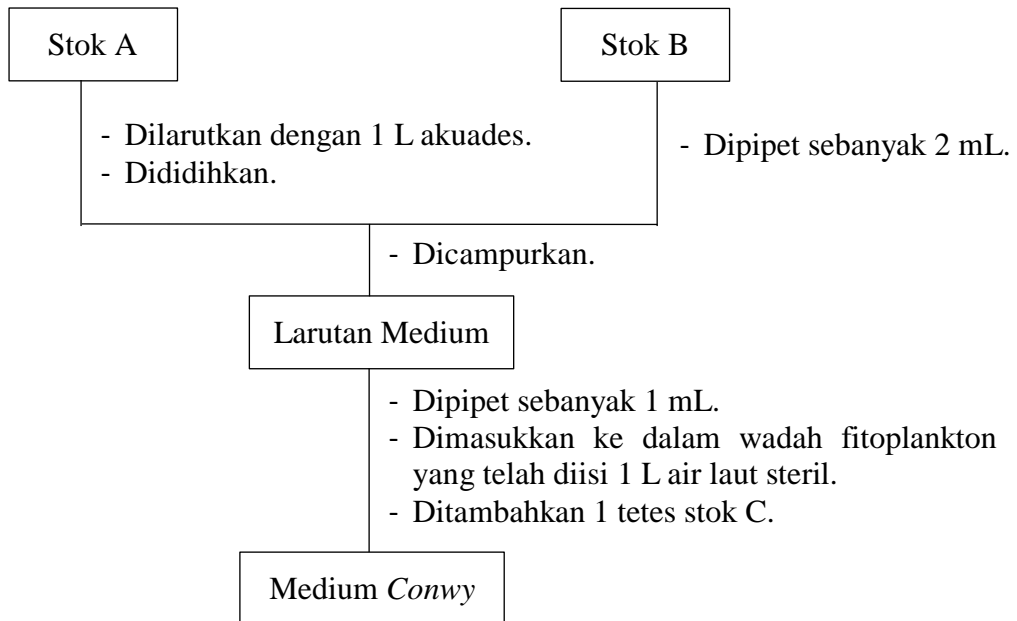 Stok A
Stok B
- Dilarutkan dengan 1 L akuades.
- Dididihkan.
- Dipipet sebanyak 2 mL.
- Dicampurkan.
Larutan Medium
- Dipipet sebanyak 1 mL.
- Dimasukkan ke dalam wadah fitoplankton
yang telah diisi 1 L air laut steril.
- Ditambahkan 1 tetes stok C.
Medium Conwy